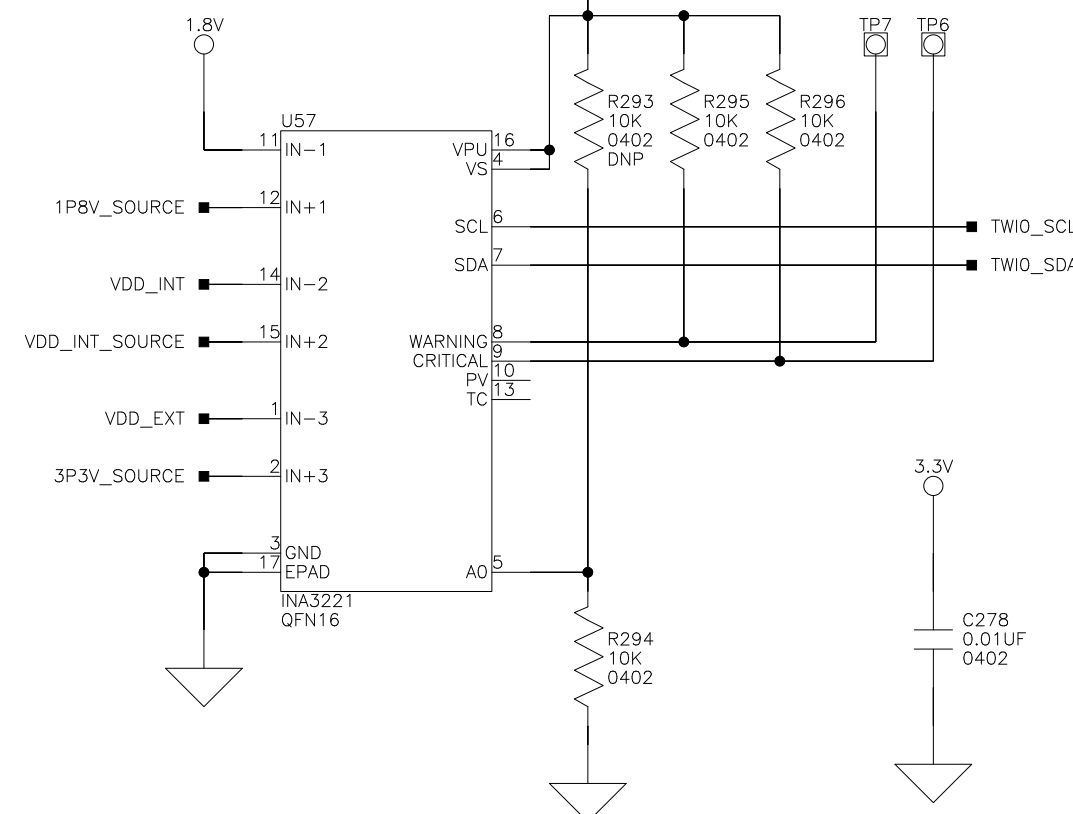 1.8V
TP7 TP6
U57
R293
10K
0402
DNP
R295
10K
0402
R296
10K
0402
11 IN-1
12 IN+1
1P8V_SOURCE
14 IN-2
VDD_INT
15 IN+2
VDD_INT_SOURCE
1 IN-3
VDD_EXT
2 IN+3
3P3V_SOURCE
3 GND
17 EPAD
VPU 16
VS 4
SCL 6
TWI0_SCL
SDA 7
TWI0_SDA
WARNING 8
CRITICAL 9
PV 10
TC 13
A0 5
INA3221
QFN16
R294
10K
0402
3.3V
C278
0.01UF
0402